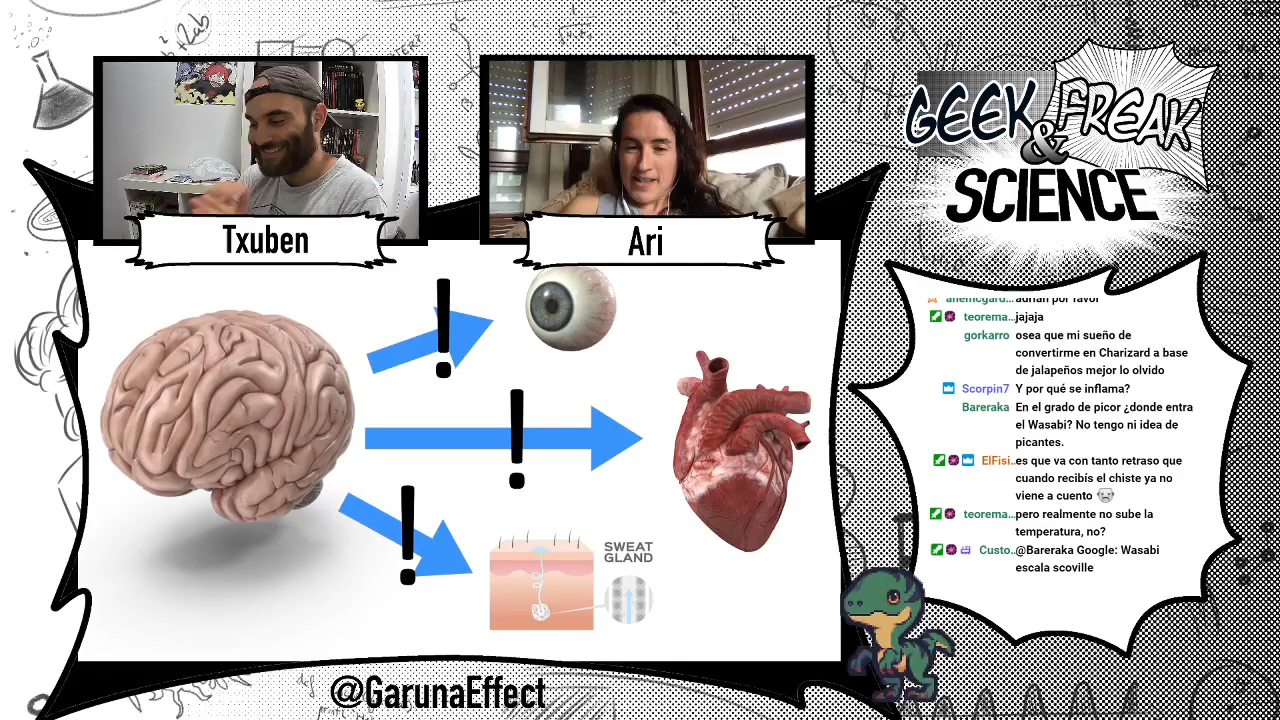 GEEK
&
FREAK
SCIENCE
Txuben
Ari
!
!
!
SWEAT
GLAND
adrian por favor
teorema... jajaja
gorkarro osea que mi sueño de
convertirme en Charizard a base
de jalapeños mejor lo olvido
Scorpin7 Y por qué se inflama?
Bareraka En el grado de picor ¿donde entra
el Wasabi? No tengo ni idea de
picantes.
ElFisi.. es que va con tanto retraso que
cuando recibís el chiste ya no
viene a cuento
teorema... pero realmente no sube la
temperatura, no?
Custo.. @Bareraka Google: Wasabi
escala scoville
@GarunaEffect